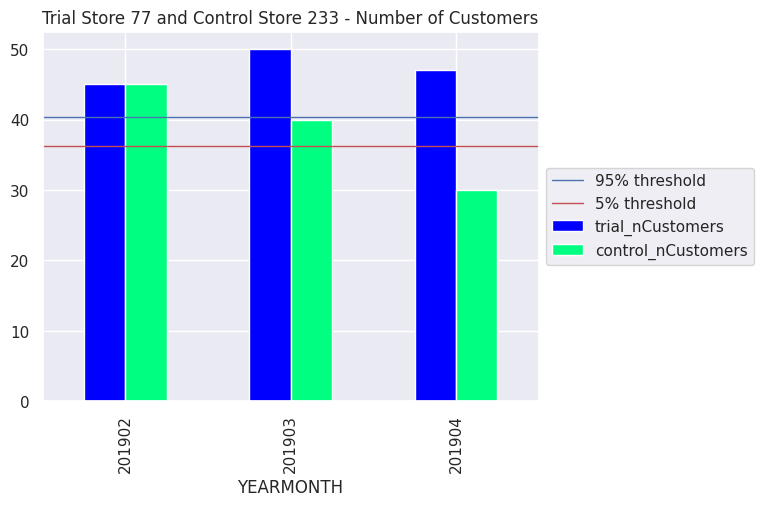 Trial Store 77 and Control Store 233 - Number of Customers
50
40
30
20
10
0
201902
201903
201904
YEARMONTH
95% threshold
5% threshold
trial_nCustomers
control_nCustomers